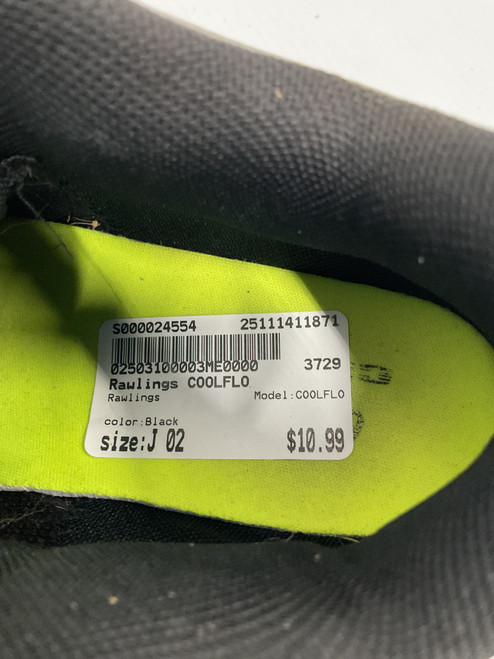 S000024554 25111411871
02503100003ME0000 3729
Rawlings COOLFLO
Rawlings Model:COOLFLO
color:Black
size:J 02 $10.99